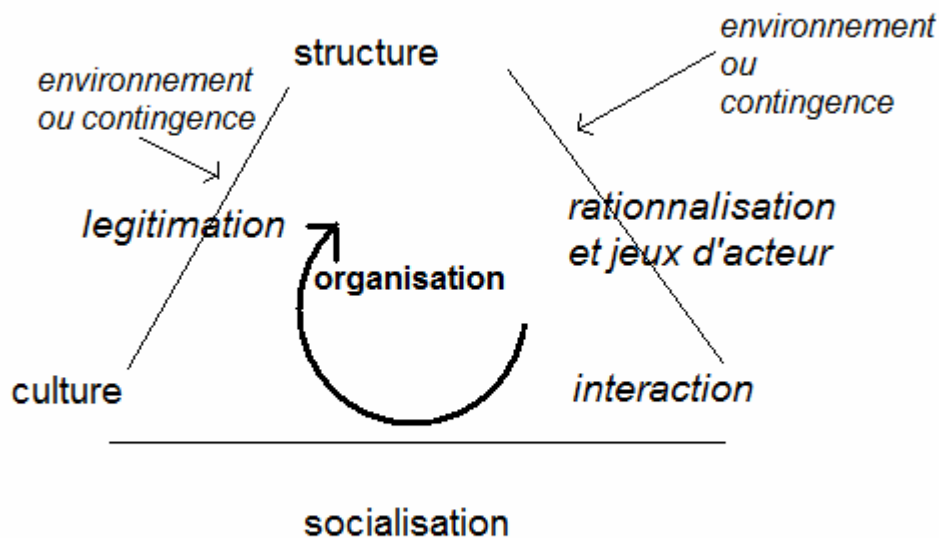 structure
environnement
ou contingence
environnement
ou
contingence
legitimation
rationnalisation
et jeux d'acteur
organisation
culture
interaction
socialisation